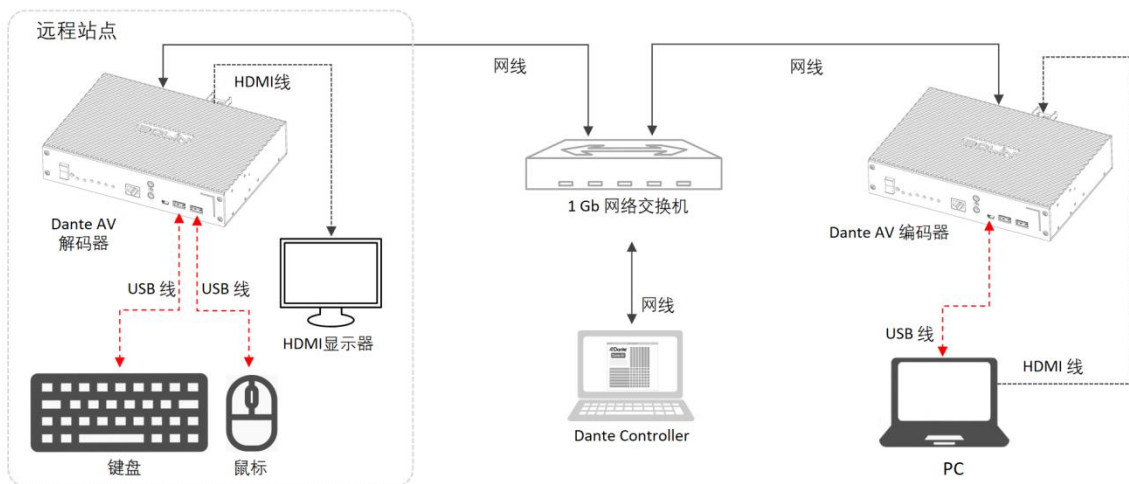 远程站点
HDMI线
网线
网线
Dante AV
解码器
1 Gb 网络交换机
Dante AV 编码器
USB 线
USB 线
HDMI显示器
网线
USB 线
HDMI 线
Dante Controller
键盘
鼠标
PC